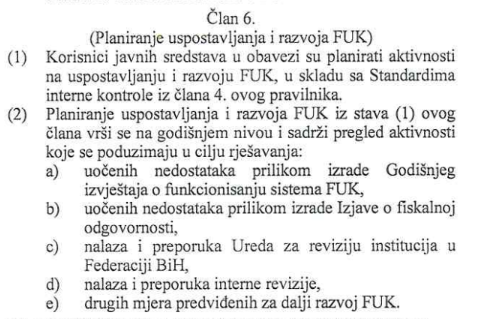 Član 6.
(Planiranje uspostavljanja i razvoja FUK)
(1) Korisnici javnih sredstava u obavezi su planirati aktivnosti
na uspostavljanju i razvoju FUK, u skladu sa Standardima
interne kontrole iz člana 4. ovog pravilnika.
(2) Planiranje uspostavljanja i razvoja FUK iz stava (1) ovog
člana vrši se na godišnjem nivou i sadrži pregled aktivnosti
koje se poduzimaju u cilju rješavanja:
a) uočenih nedostataka prilikom izrade Godišnjeg
izvještaja o funkcionisanju sistema FUK,
b) uočenih nedostataka prilikom izrade Izjave o fiskalnoj
odgovornosti,
c) nalaza i preporuka Ureda za reviziju institucija u
Federaciji BiH,
d) nalaza i preporuka interne revizije,
e) drugih mjera predviđenih za dalji razvoj FUK.